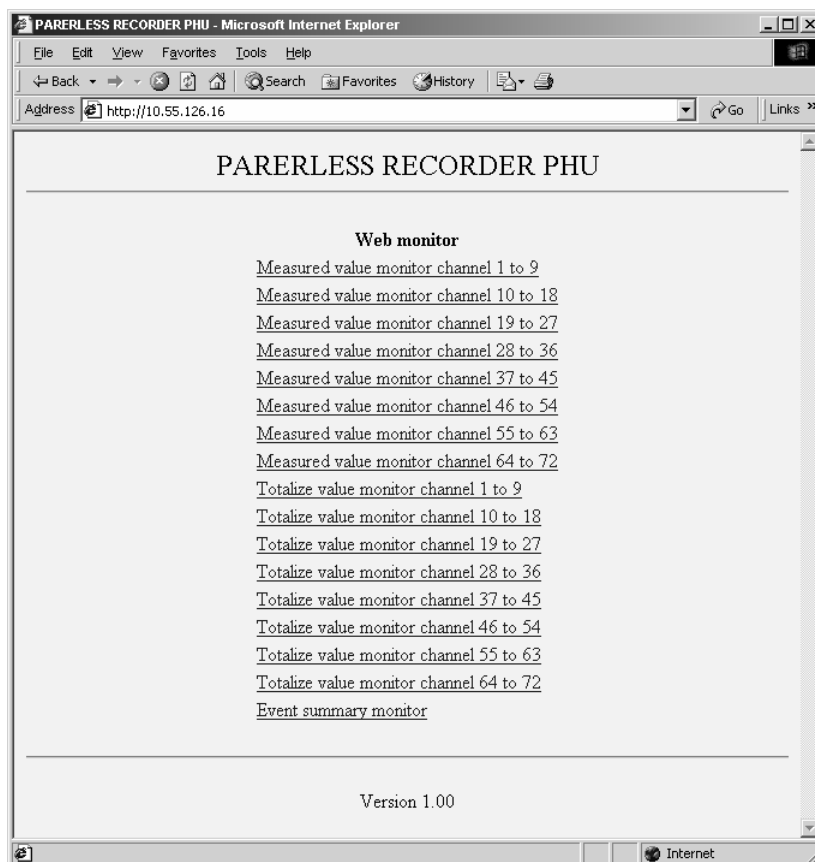 PARERLESS RECORDER PHU - Microsoft Internet Explorer
File Edit View Favorites Tools Help
Back Search Favorites History
Address http://10.55.126.16 Go Links »
PARERLESS RECORDER PHU
Web monitor
Measured value monitor channel 1 to 9
Measured value monitor channel 10 to 18
Measured value monitor channel 19 to 27
Measured value monitor channel 28 to 36
Measured value monitor channel 37 to 45
Measured value monitor channel 46 to 54
Measured value monitor channel 55 to 63
Measured value monitor channel 64 to 72
Totalize value monitor channel 1 to 9
Totalize value monitor channel 10 to 18
Totalize value monitor channel 19 to 27
Totalize value monitor channel 28 to 36
Totalize value monitor channel 37 to 45
Totalize value monitor channel 46 to 54
Totalize value monitor channel 55 to 63
Totalize value monitor channel 64 to 72
Event summary monitor
Version 1.00
Internet